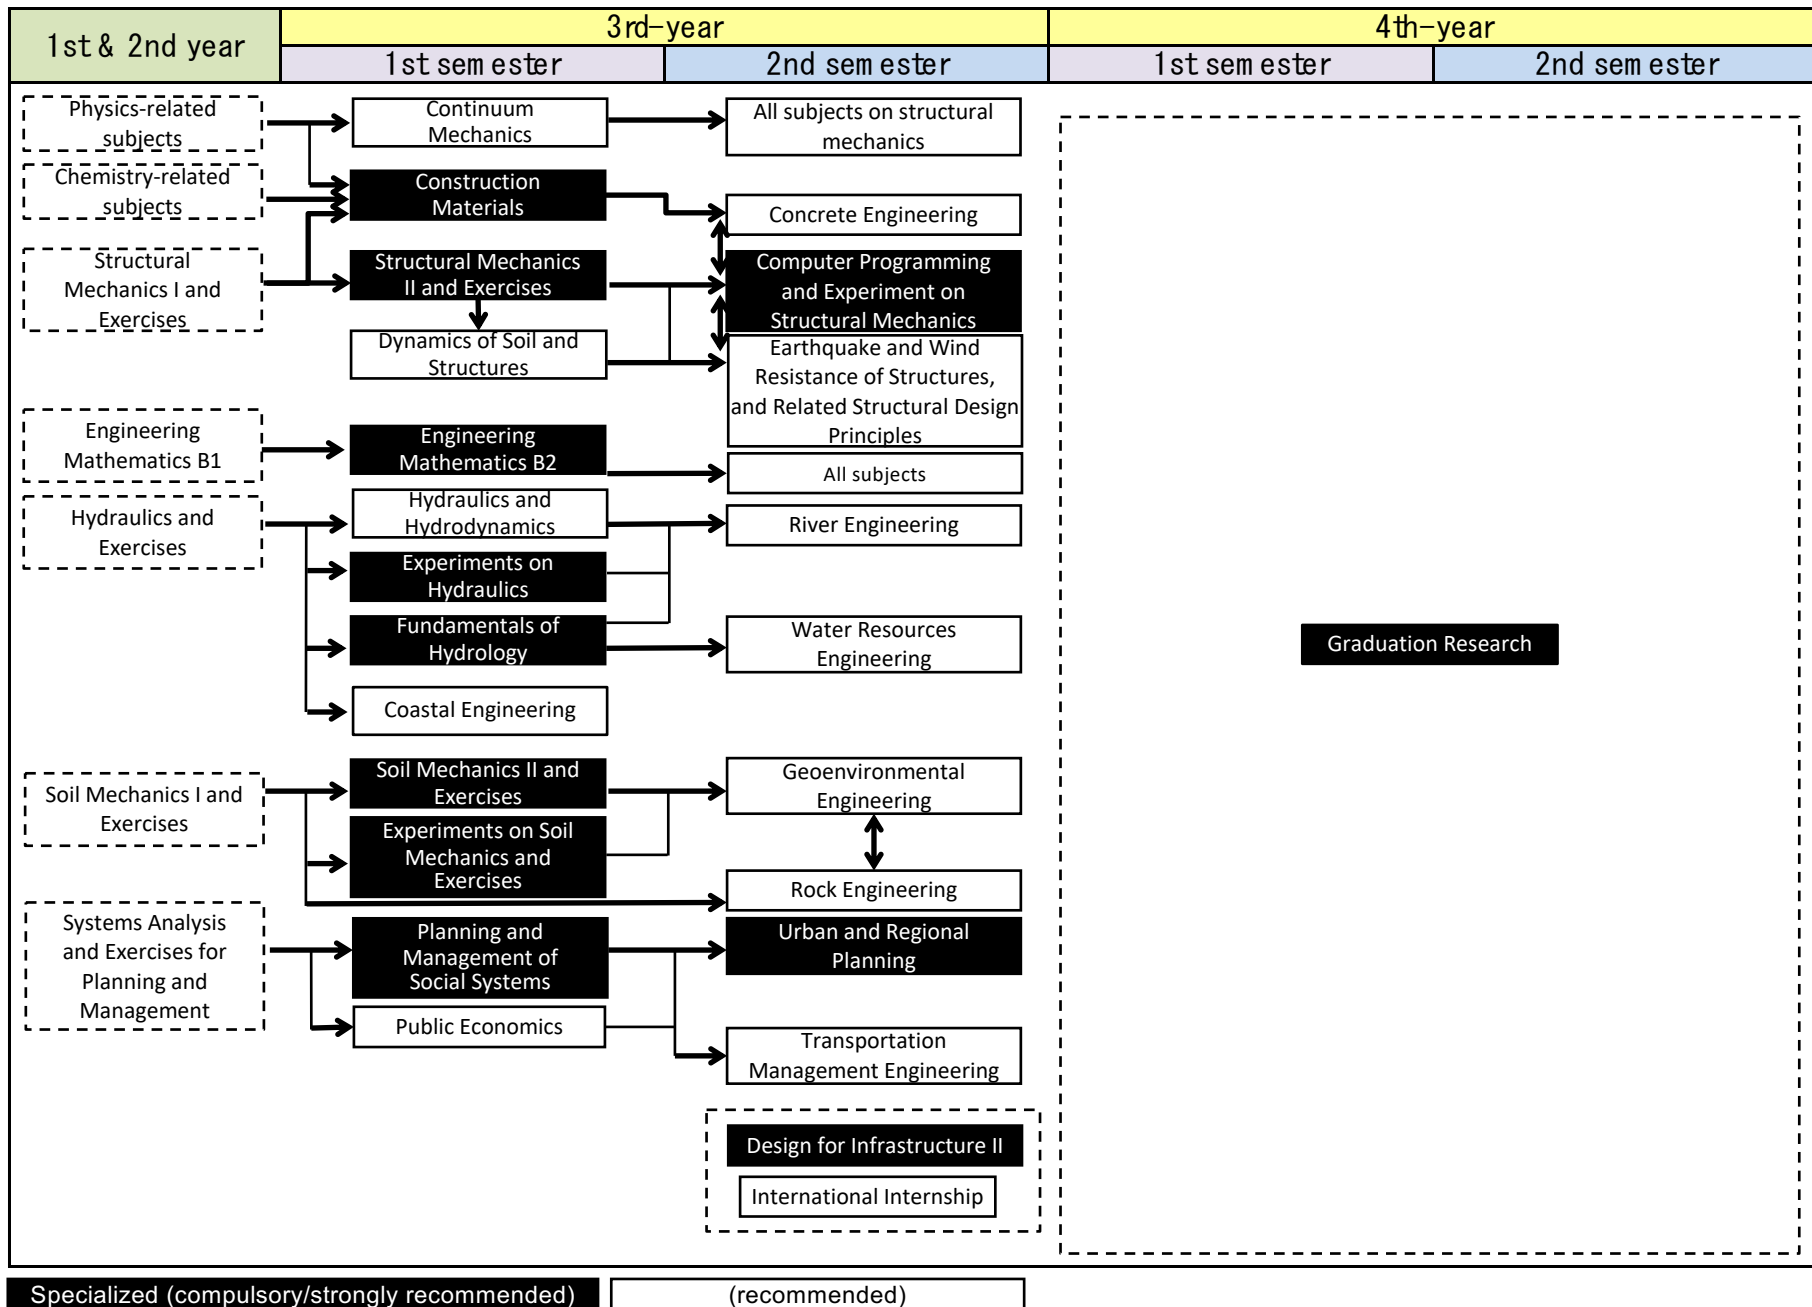 1st & 2nd year
3rd-year
4th-year
1st semester
2nd semester
1st semester
2nd semester
Physics-related
subjects
Continuum
Mechanics
All subjects on structural
mechanics
Chemistry-related
subjects
Construction
Materials
Concrete Engineering
Structural
Mechanics I and
Exercises
Structural Mechanics
II and Exercises
Computer Programming
and Experiment on
Structural Mechanics
Dynamics of Soil and
Structures
Earthquake and Wind
Resistance of Structures,
and Related Structural Design
Principles
Engineering
Mathematics B1
Engineering
Mathematics B2
All subjects
Hydraulics and
Exercises
Hydraulics and
Hydrodynamics
River Engineering
Experiments on
Hydraulics
Fundamentals of
Hydrology
Water Resources
Engineering
Graduation Research
Coastal Engineering
Soil Mechanics I and
Exercises
Soil Mechanics II and
Exercises
Geoenvironmental
Engineering
Experiments on Soil
Mechanics and
Exercises
Rock Engineering
Systems Analysis
and Exercises for
Planning and
Management
Planning and
Management of
Social Systems
Urban and Regional
Planning
Public Economics
Transportation
Management Engineering
Design for Infrastructure II
International Internship
Specialized (compulsory/strongly recommended)
(recommended)